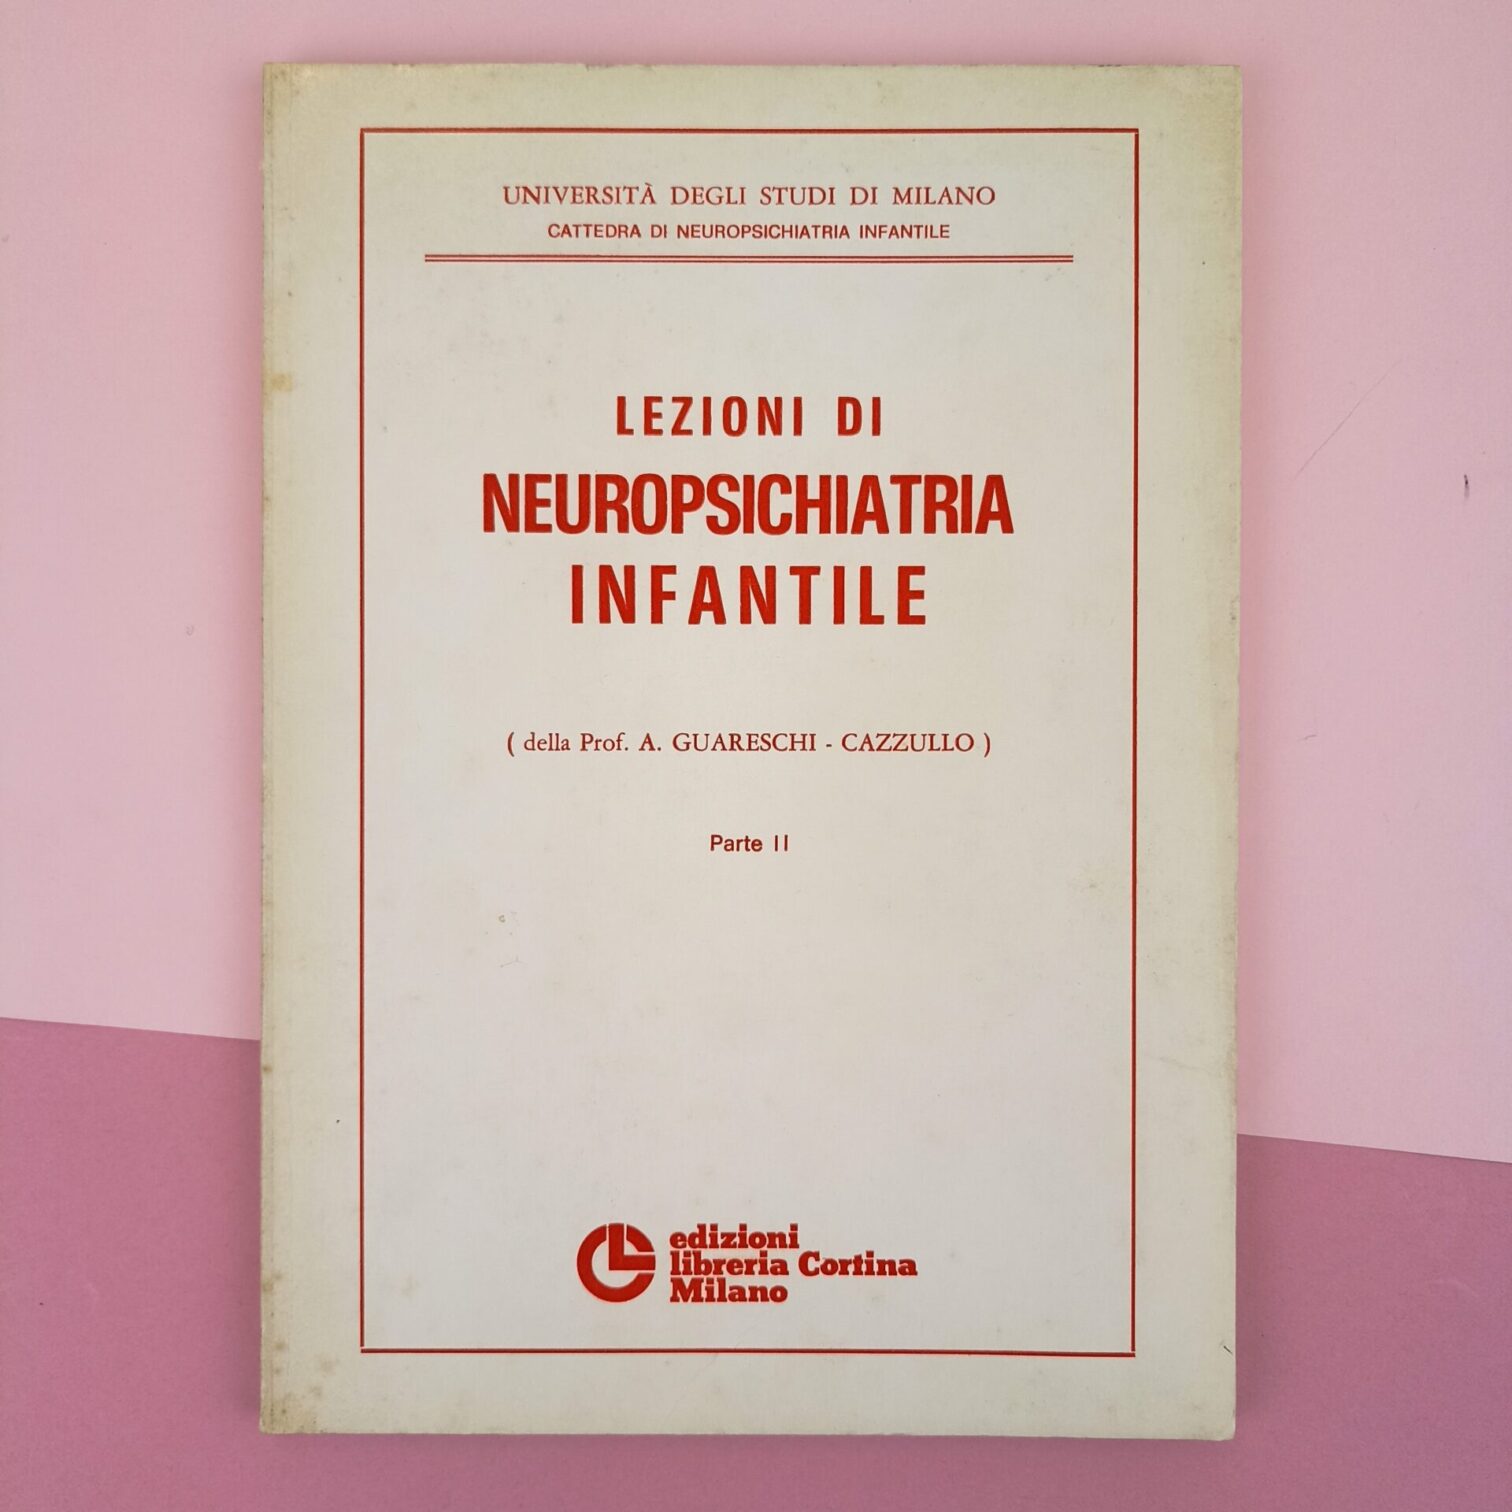 UNIVERSITÀ DEGLI STUDI DI MILANO
CATTEDRA DI NEUROPSICHIATRIA INFANTILE
LEZIONI DI
NEUROPSICHIATRIA
INFANTILE
( della Prof. A. GUARESCHI - CAZZULLO )
Parte II
edizioni
libreria Cortina
Milano